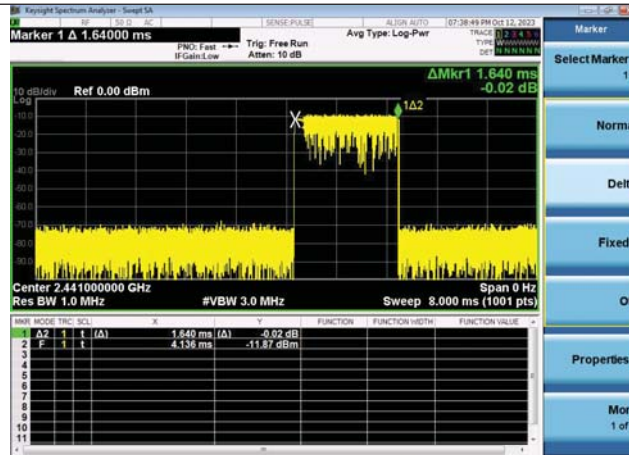 Keysight Spectrum Analyzer - Swept SA
RF 50 Ω AC SENSE:PULSE ALIGN AUTO 07:38:49 PM Oct 12, 2023
Marker 1 Δ 1.64000 ms
PNO: Fast Trig: Free Run Avg Type: Log-Pwr TRACE 1 2 3 4 5 6
IFGain:Low Atten: 10 dB TYPE
DET N N N N N N
ΔMkr1 1.640 ms
-0.02 dB
10 dB/div Ref 0.00 dBm
Log
1Δ2
-10.0
-20.0
-30.0
-40.0
-50.0
-60.0
-70.0
-80.0
-90.0
Center 2.441000000 GHz Span 0 Hz
Res BW 1.0 MHz #VBW 3.0 MHz Sweep 8.000 ms (1001 pts)
MKR MODE TRC SCL X Y FUNCTION FUNCTION WIDTH FUNCTION VALUE
1 Δ2 1 t (Δ) 1.640 ms (Δ) -0.02 dB
2 F 1 t 4.136 ms -11.87 dBm
3
4
5
6
7
8
9
10
11
Marker
Select Marker
1
Norma
Delt
Fixed
O
Properties
Mor
1 of